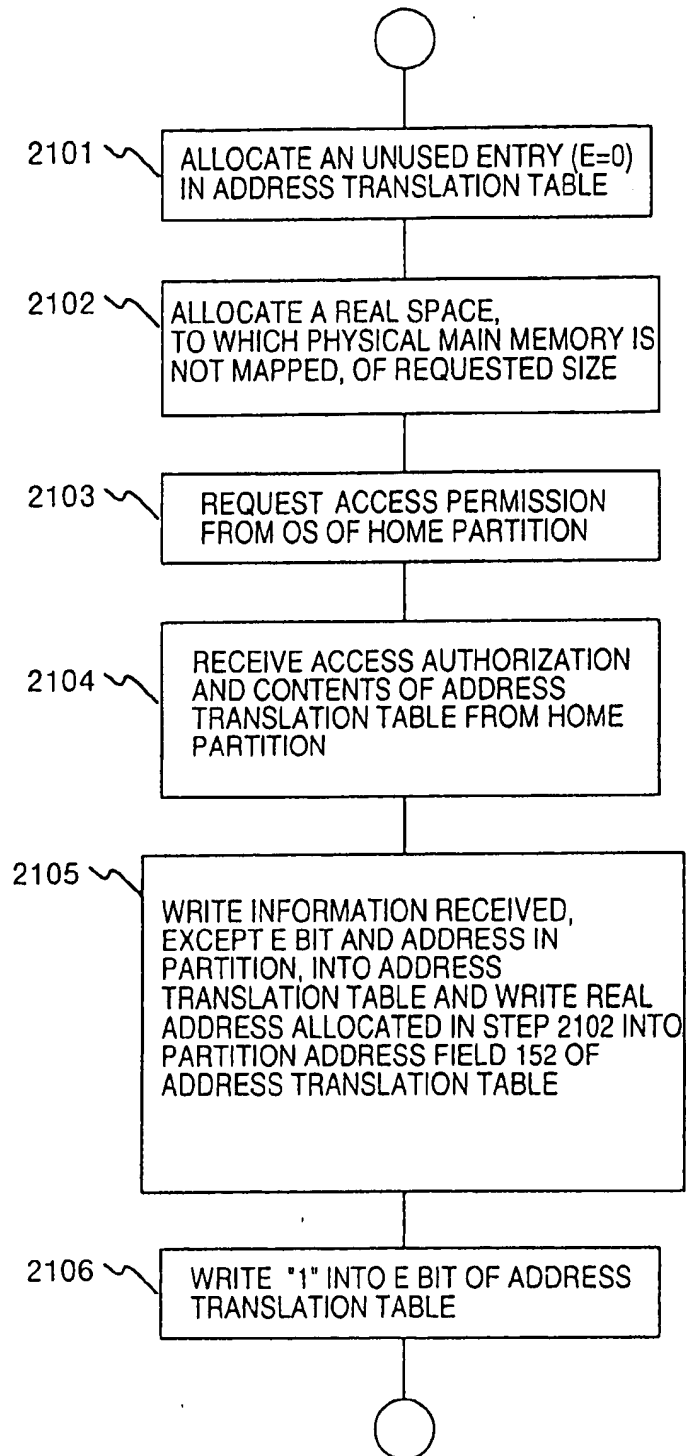 2101
ALLOCATE AN UNUSED ENTRY (E=0)
IN ADDRESS TRANSLATION TABLE
2102
ALLOCATE A REAL SPACE,
TO WHICH PHYSICAL MAIN MEMORY IS
NOT MAPPED, OF REQUESTED SIZE
2103
REQUEST ACCESS PERMISSION
FROM OS OF HOME PARTITION
2104
RECEIVE ACCESS AUTHORIZATION
AND CONTENTS OF ADDRESS
TRANSLATION TABLE FROM HOME
PARTITION
2105
WRITE INFORMATION RECEIVED,
EXCEPT E BIT AND ADDRESS IN
PARTITION, INTO ADDRESS
TRANSLATION TABLE AND WRITE REAL
ADDRESS ALLOCATED IN STEP 2102 INTO
PARTITION ADDRESS FIELD 152 OF
ADDRESS TRANSLATION TABLE
2106
WRITE "1" INTO E BIT OF ADDRESS
TRANSLATION TABLE